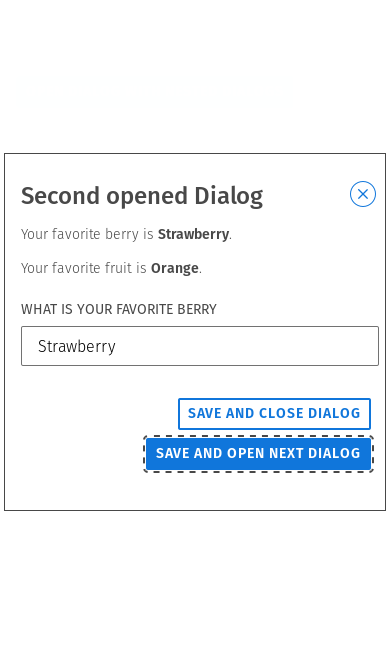 Second opened Dialog
Your favorite berry is Strawberry.
Your favorite fruit is Orange.
WHAT IS YOUR FAVORITE BERRY
Strawberry
SAVE AND CLOSE DIALOG
SAVE AND OPEN NEXT DIALOG